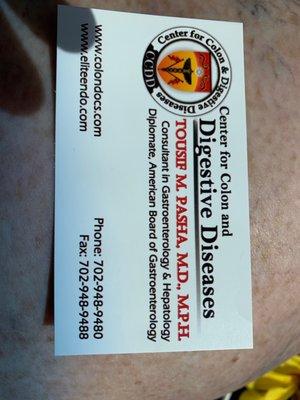 Center for Colon & Digestive Diseases
CCDD
Center for Colon and
Digestive Diseases
TOUSIF M. PASHA, M.D., M.P.H.
Consultant in Gastroenterology & Hepatology
Diplomate, American Board of Gastroenterology
www.colondocs.com
www.eliteendo.com
Phone: 702-948-9480
Fax: 702-948-9488